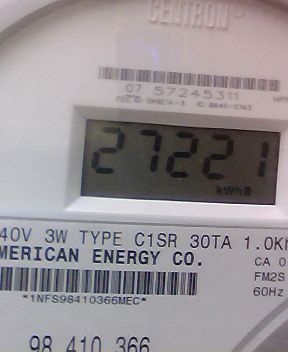 CENTRON®
07 57245311
27221
kWh
40V 3W TYPE C1SR 30TA 1.0K
MERICAN ENERGY CO.
CA 0
FM2S
60Hz
*1NFS98410366MEC*
98 410 366